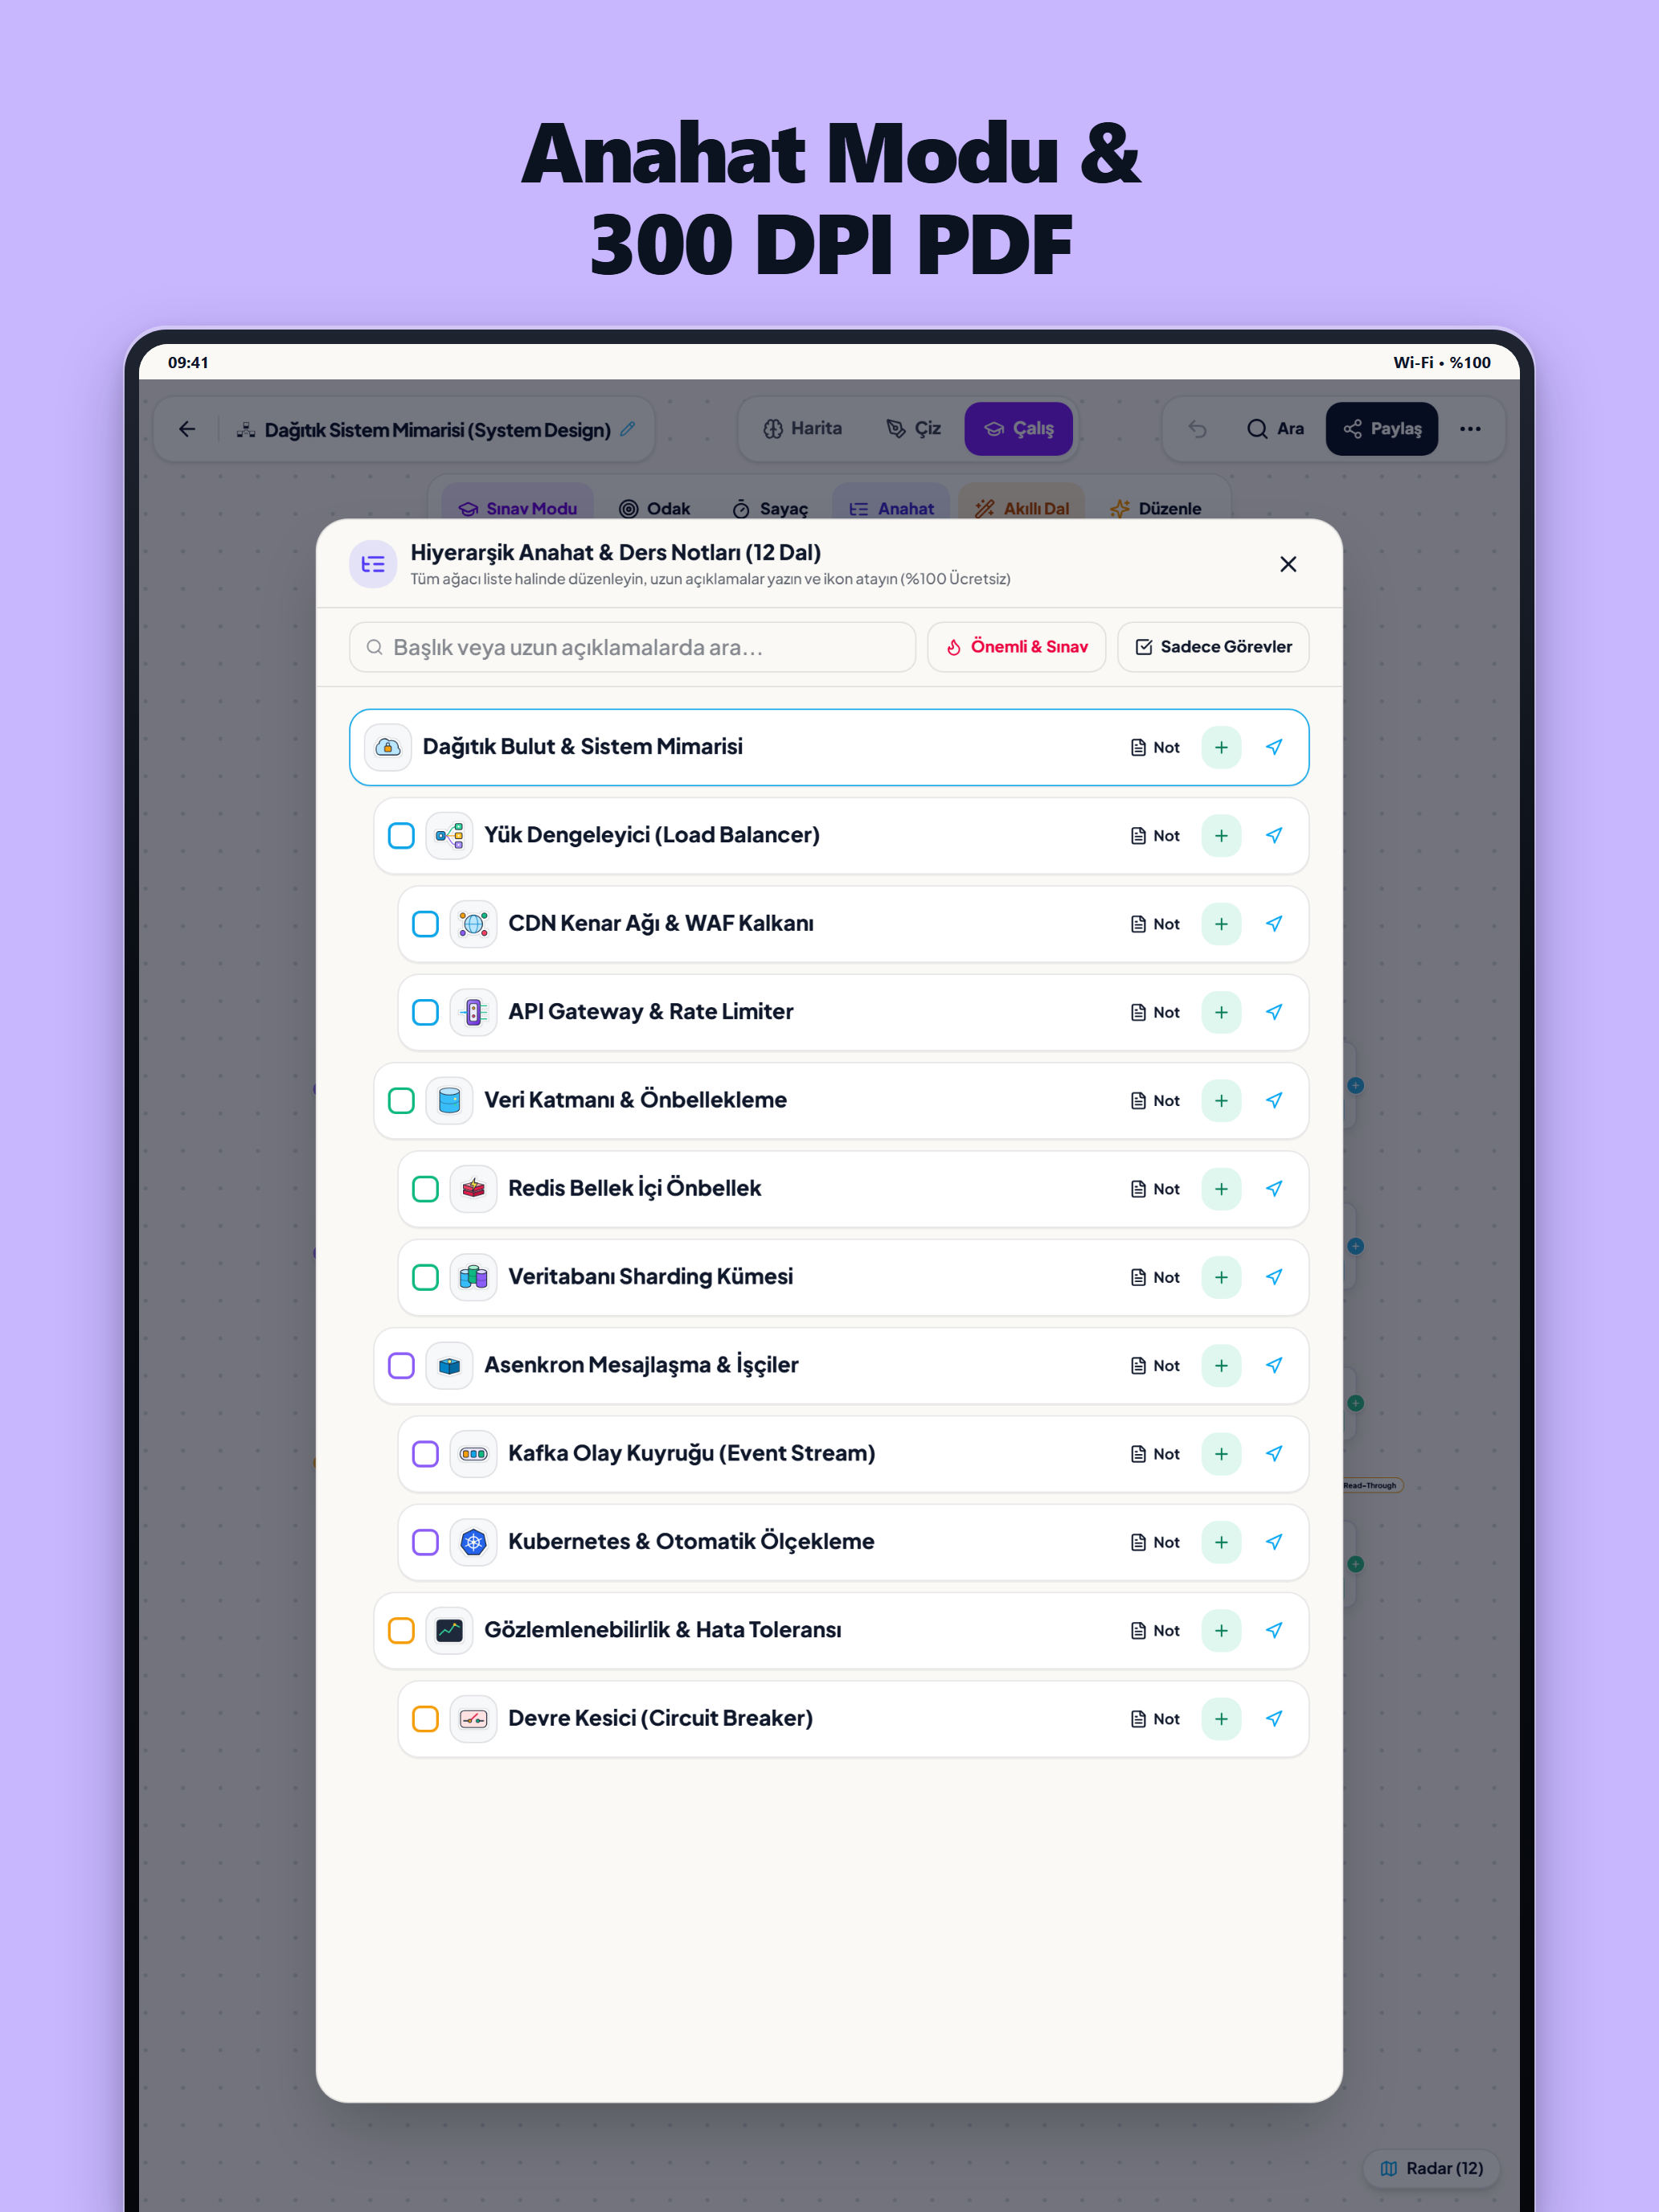 Anahat Modu &
300 DPI PDF
09:41
Wi-Fi • %100
Dağıtık Sistem Mimarisi (System Design)
Harita
Çiz
Çalış
Ara
Paylaş
Sınav Modu
Odak
Sayaç
Anahat
Akıllı Dal
Düzenle
Hiyerarşik Anahat & Ders Notları (12 Dal)
Tüm ağacı liste halinde düzenleyin, uzun açıklamalar yazın ve ikon atayın (%100 Ücretsiz)
Başlık veya uzun açıklamalarda ara...
Önemli & Sınav
Sadece Görevler
Dağıtık Bulut & Sistem Mimarisi
Not
Yük Dengeleyici (Load Balancer)
Not
CDN Kenar Ağı & WAF Kalkanı
Not
API Gateway & Rate Limiter
Not
Veri Katmanı & Önbellekleme
Not
Redis Bellek İçi Önbellek
Not
Veritabanı Sharding Kümesi
Not
Asenkron Mesajlaşma & İşçiler
Not
Kafka Olay Kuyruğu (Event Stream)
Not
Read-Through
Kubernetes & Otomatik Ölçekleme
Not
Gözlemlenebilirlik & Hata Toleransı
Not
Devre Kesici (Circuit Breaker)
Not
Radar (12)